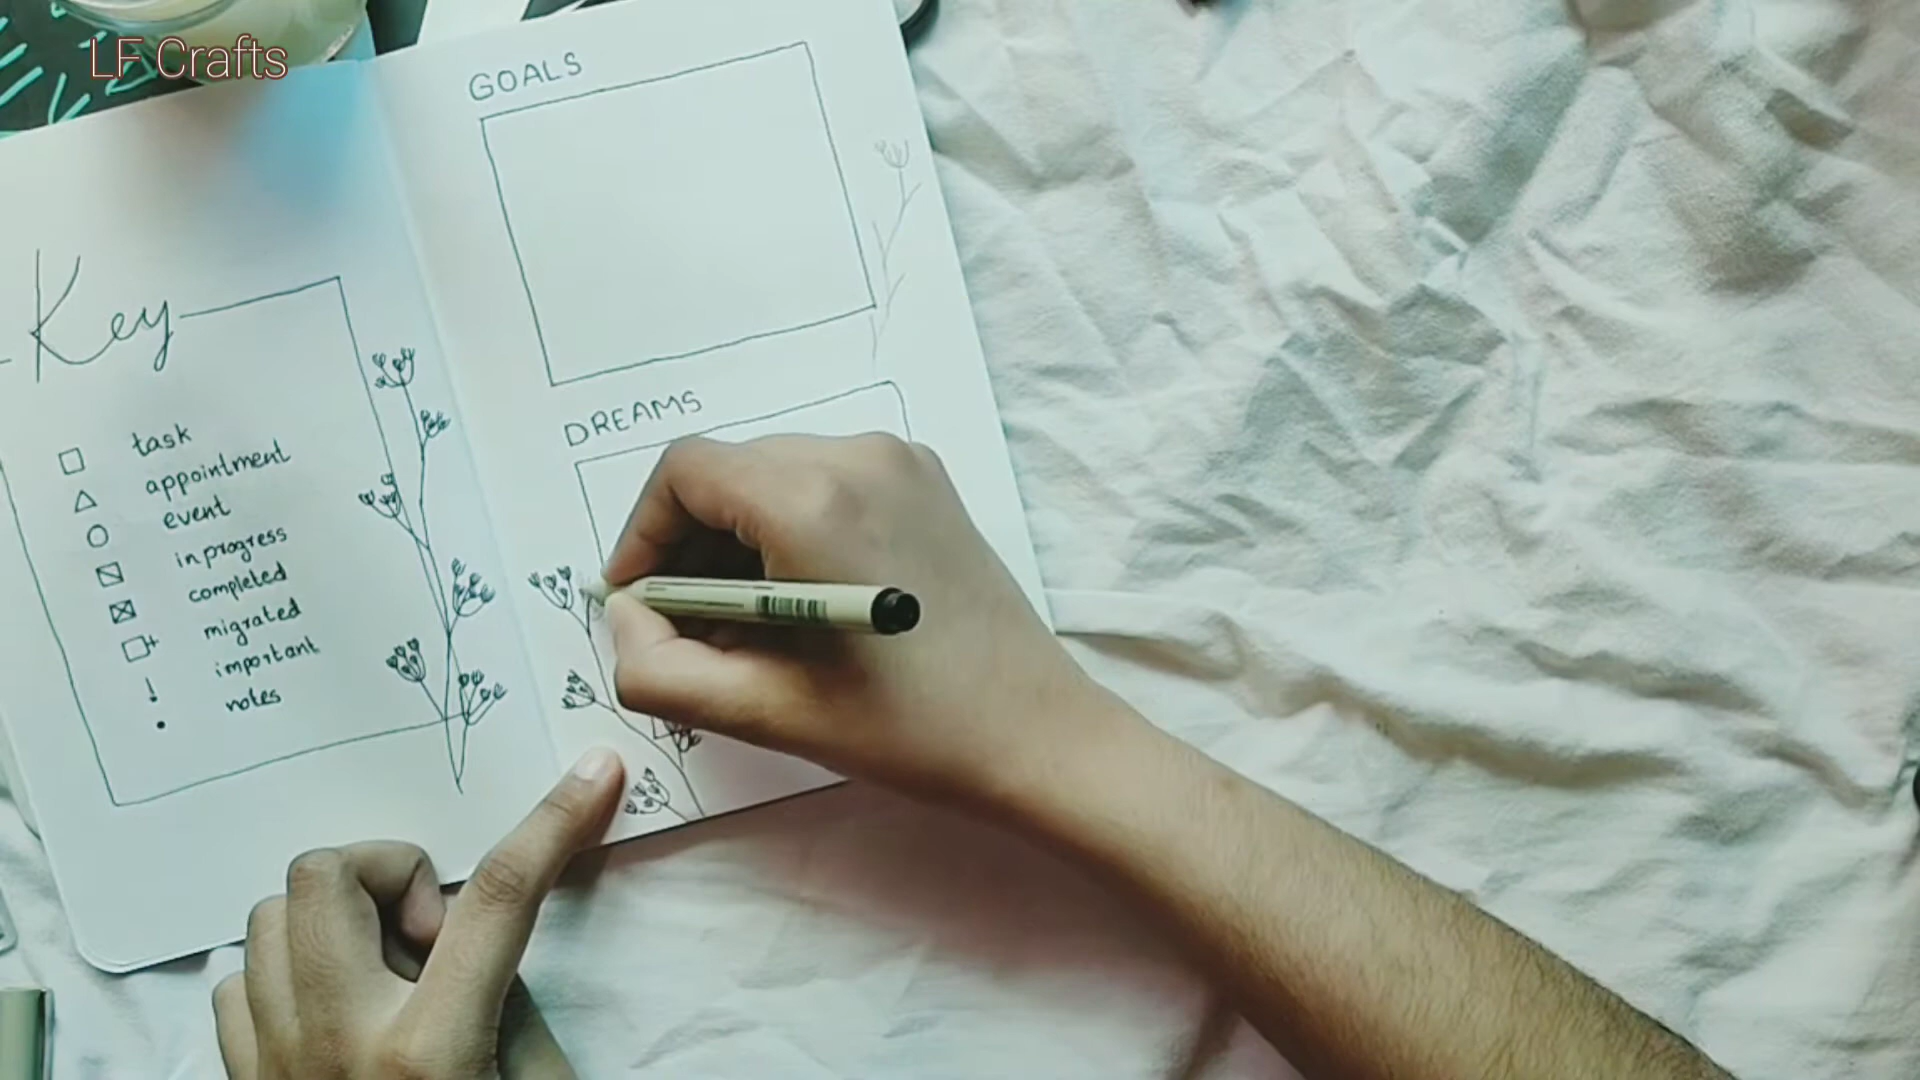 LF Crafts
Key
task
appointment
event
in progress
completed
migrated
! important
notes
GOALS
DREAMS